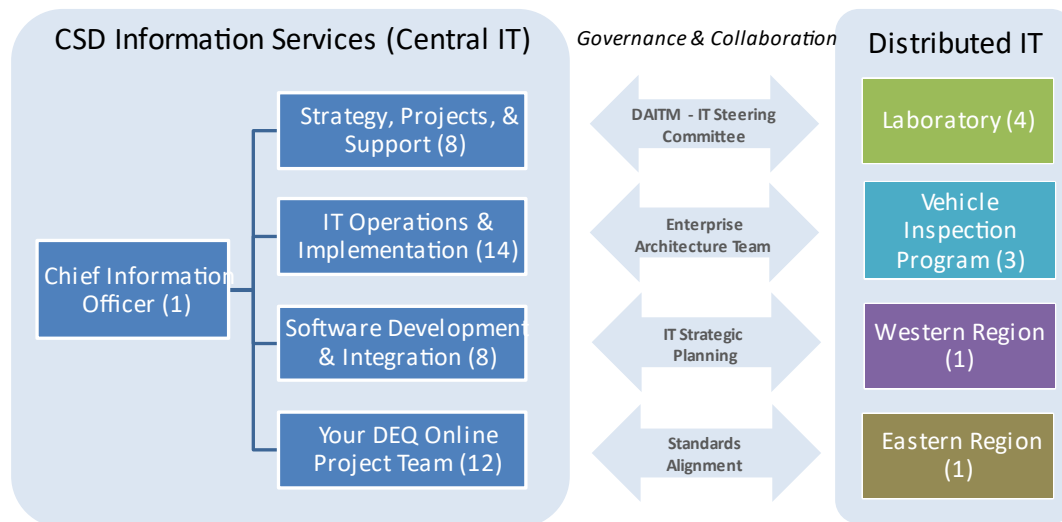 CSD Information Services (Central IT)
Governance & Collaboration
Distributed IT
Strategy, Projects, &
Support (8)
IT Operations &
Implementation (14)
Chief Information
Officer (1)
Software Development
& Integration (8)
Your DEQ Online
Project Team (12)
DAITM - IT Steering
Committee
Enterprise
Architecture Team
IT Strategic
Planning
Standards
Alignment
Laboratory (4)
Vehicle
Inspection
Program (3)
Western Region
(1)
Eastern Region
(1)